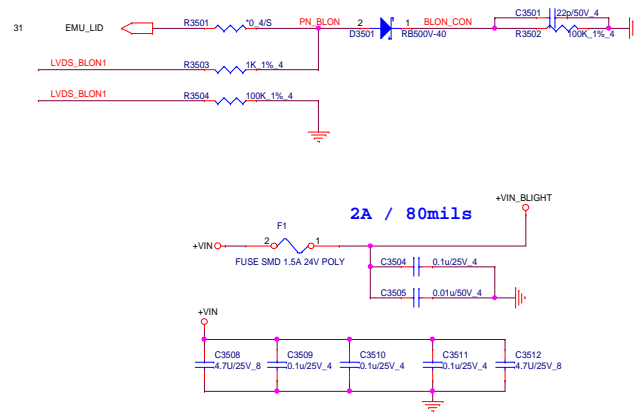 C3501 22p/50V_4
31 EMU_LID R3501 *0_4/S PN_BLON 2 1 BLON_CON
D3501 RB500V-40 R3502 100K_1%_4
LVDS_BLON1 R3503 1K_1%_4
LVDS_BLON1 R3504 100K_1%_4
+VIN_BLIGHT
2A / 80mils
F1
+VIN 2 1
FUSE SMD 1.5A 24V POLY
C3504 0.1u/25V_4
C3505 0.01u/50V_4
+VIN
C3508 C3509 C3510 C3511 C3512
4.7U/25V_8 0.1u/25V_4 0.1u/25V_4 0.1u/25V_4 4.7U/25V_8